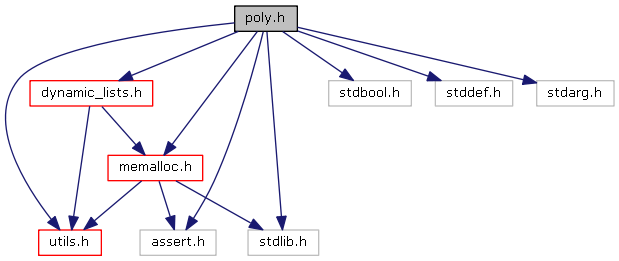 poly.h
dynamic_lists.h
stdbool.h
stddef.h
stdarg.h
memalloc.h
utils.h
assert.h
stdlib.h